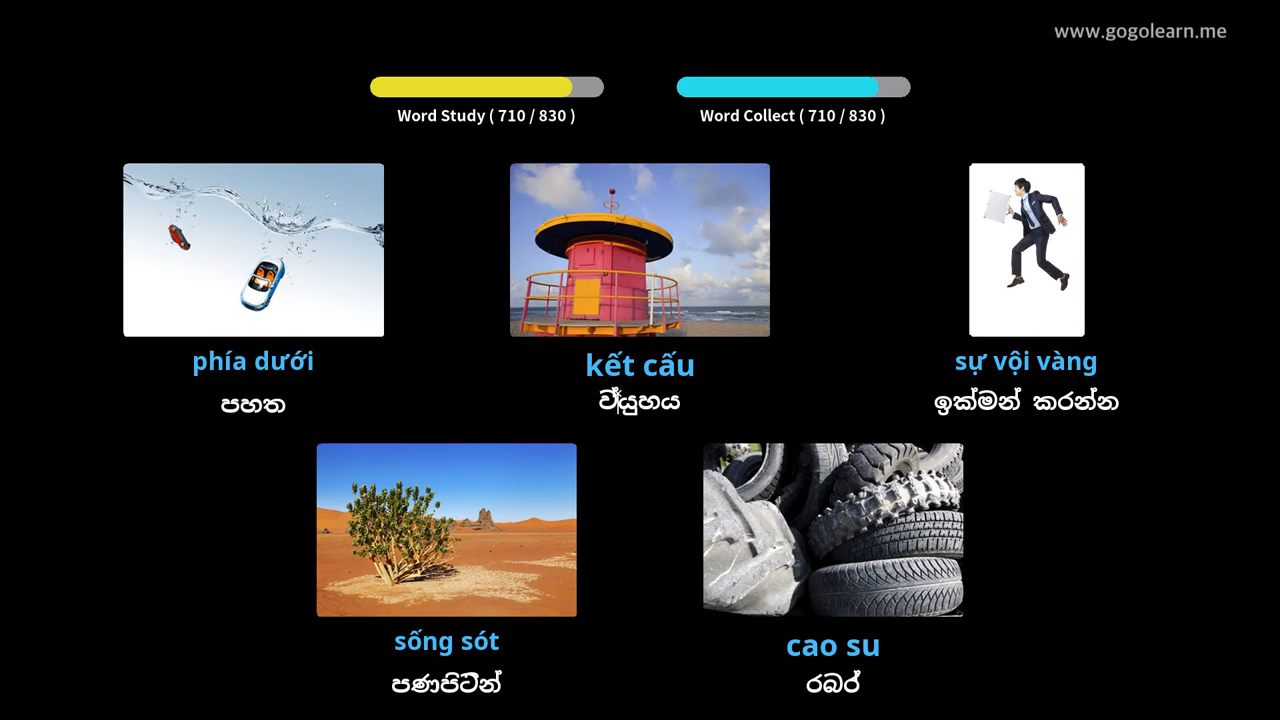 www.gogolearn.me
Word Study ( 710 / 830 )
Word Collect ( 710 / 830 )
phía dưới
පහත
kết cấu
ව්යුහය
sự vội vàng
ඉක්මන් කරන්න
sống sót
පණපිටින්
cao su
රබර්